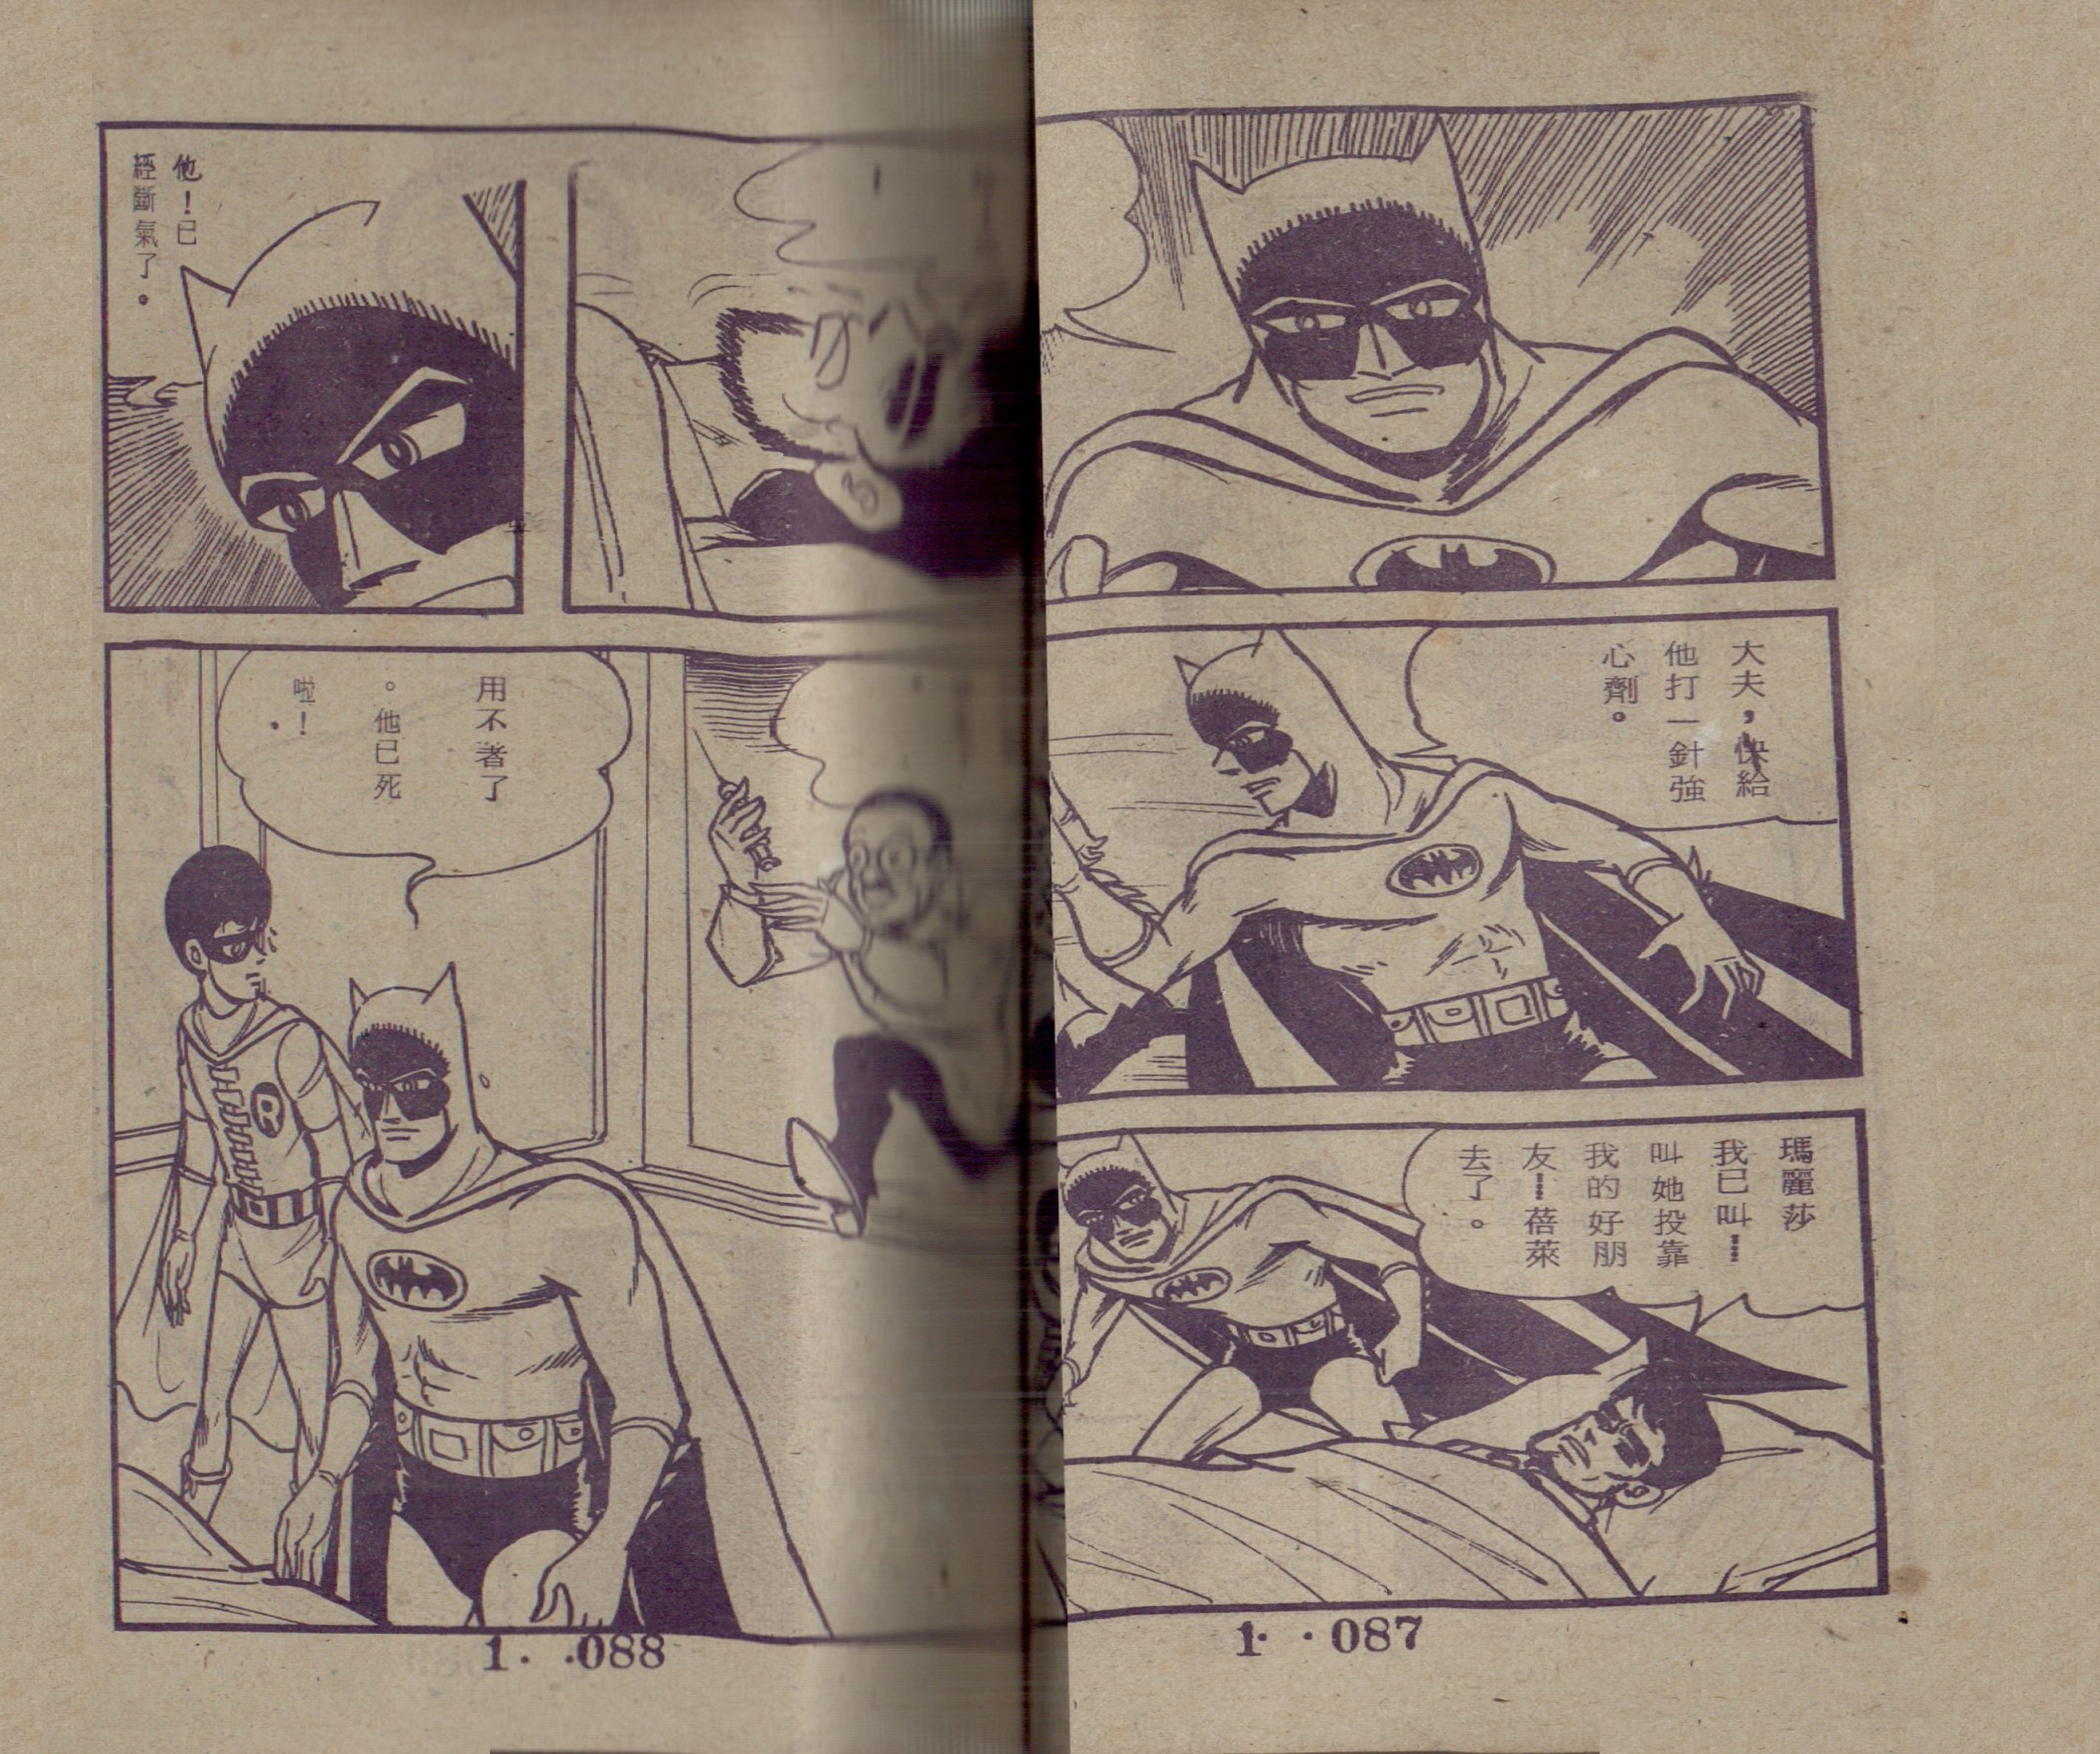 大夫，快給
他打一針強
心劑。
瑪麗莎
我已叫┅
叫她投靠
我的好朋
友┅蓓萊
去了。
1··087
他！已
經斷氣了。
用不著了
。他已死
啦！
R
1··088